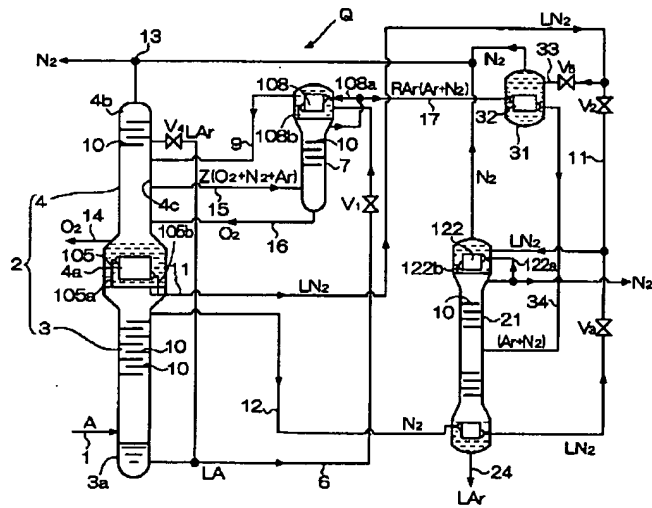 Q
LN2
13
N2
N2
33
V5
108
108a
4b
RAr(Ar+N2)
V2
10
V4
LAr
108b
17
32
10
9
31
7
11
4
Z(O2+N2+Ar)
N2
4c
15
V1
14
O2
O2
16
122
LN2
2
105
105b
4a
1
122b
122a
105a
LN2
N2
10
21
34
V3
3
10
10
(Ar+N2)
12
N2
A
1
LN2
3a
LA
6
24
LAr